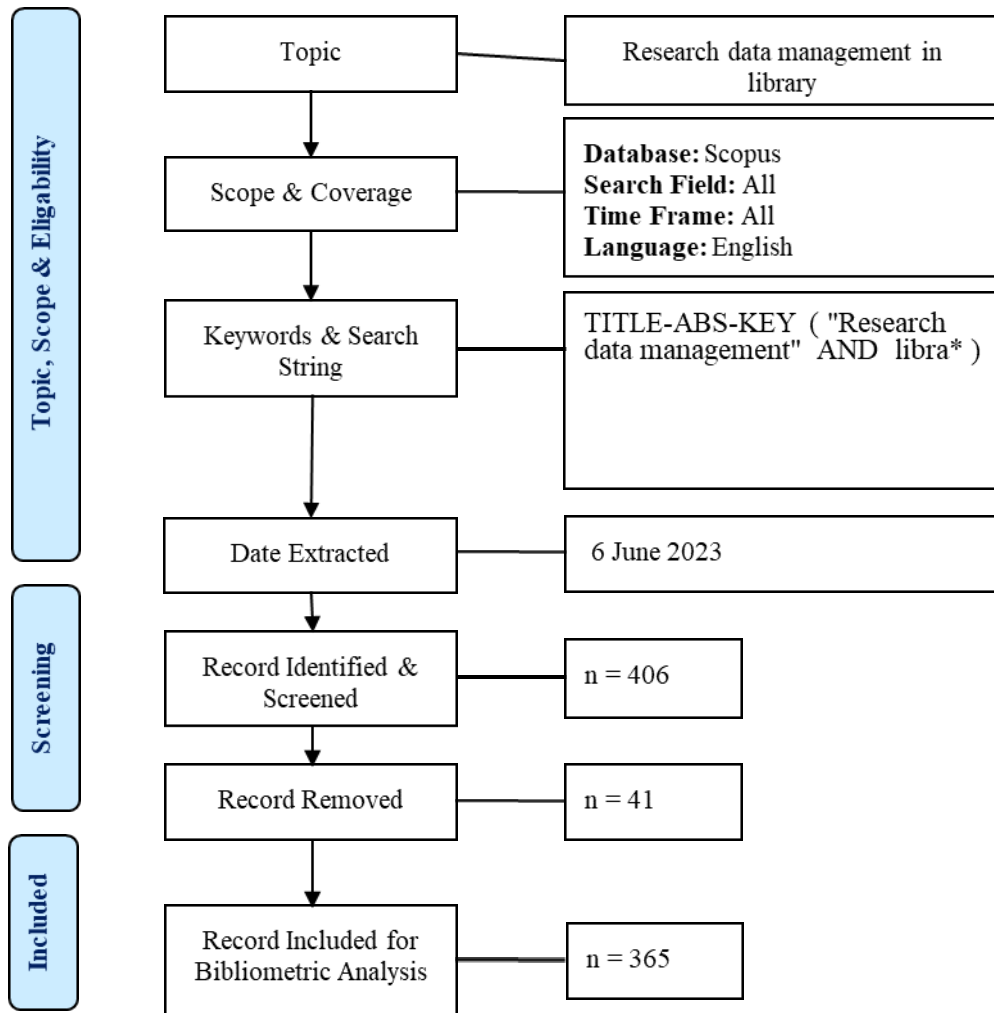 Topic, Scope & Eligability
Topic
Research data management in
library
Scope & Coverage
Database: Scopus
Search Field: All
Time Frame: All
Language: English
Keywords & Search
String
TITLE-ABS-KEY ( "Research
data management" AND libra* )
Date Extracted
6 June 2023
Screening
Record Identified &
Screened
n = 406
Record Removed
n = 41
Included
Record Included for
Bibliometric Analysis
n = 365